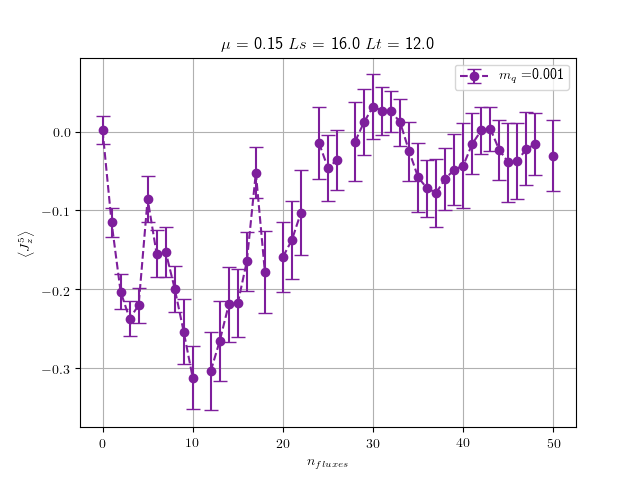 μ = 0.15 Ls = 16.0 Lt = 12.0
m_q =0.001
0.0
−0.1
−0.2
−0.3
⟨J_z^5⟩
0 10 20 30 40 50
n_fluxes